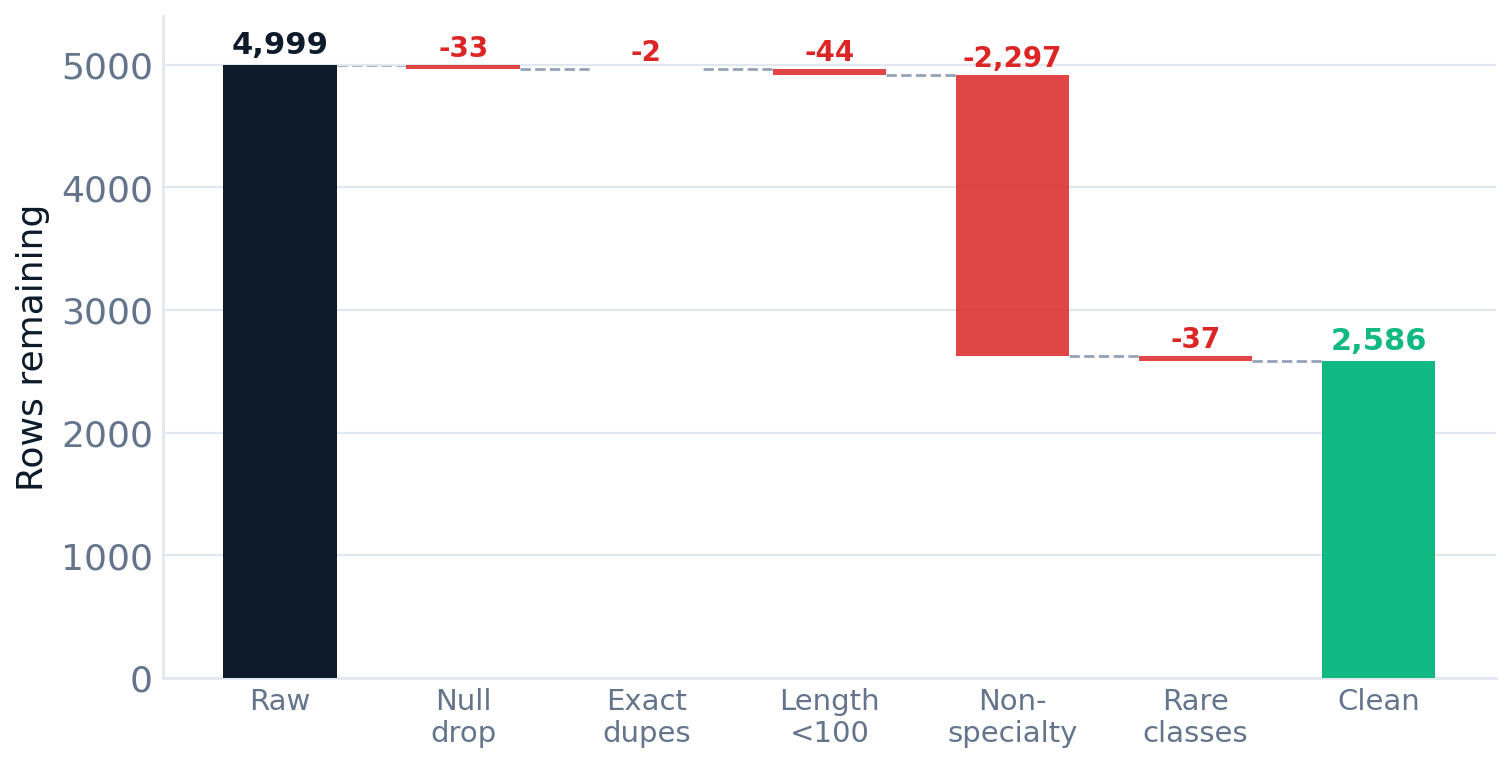 4,999
-33
-2
-44
-2,297
-37
2,586
5000
4000
3000
2000
1000
0
Rows remaining
Raw
Null
drop
Exact
dupes
Length
<100
Non-
specialty
Rare
classes
Clean